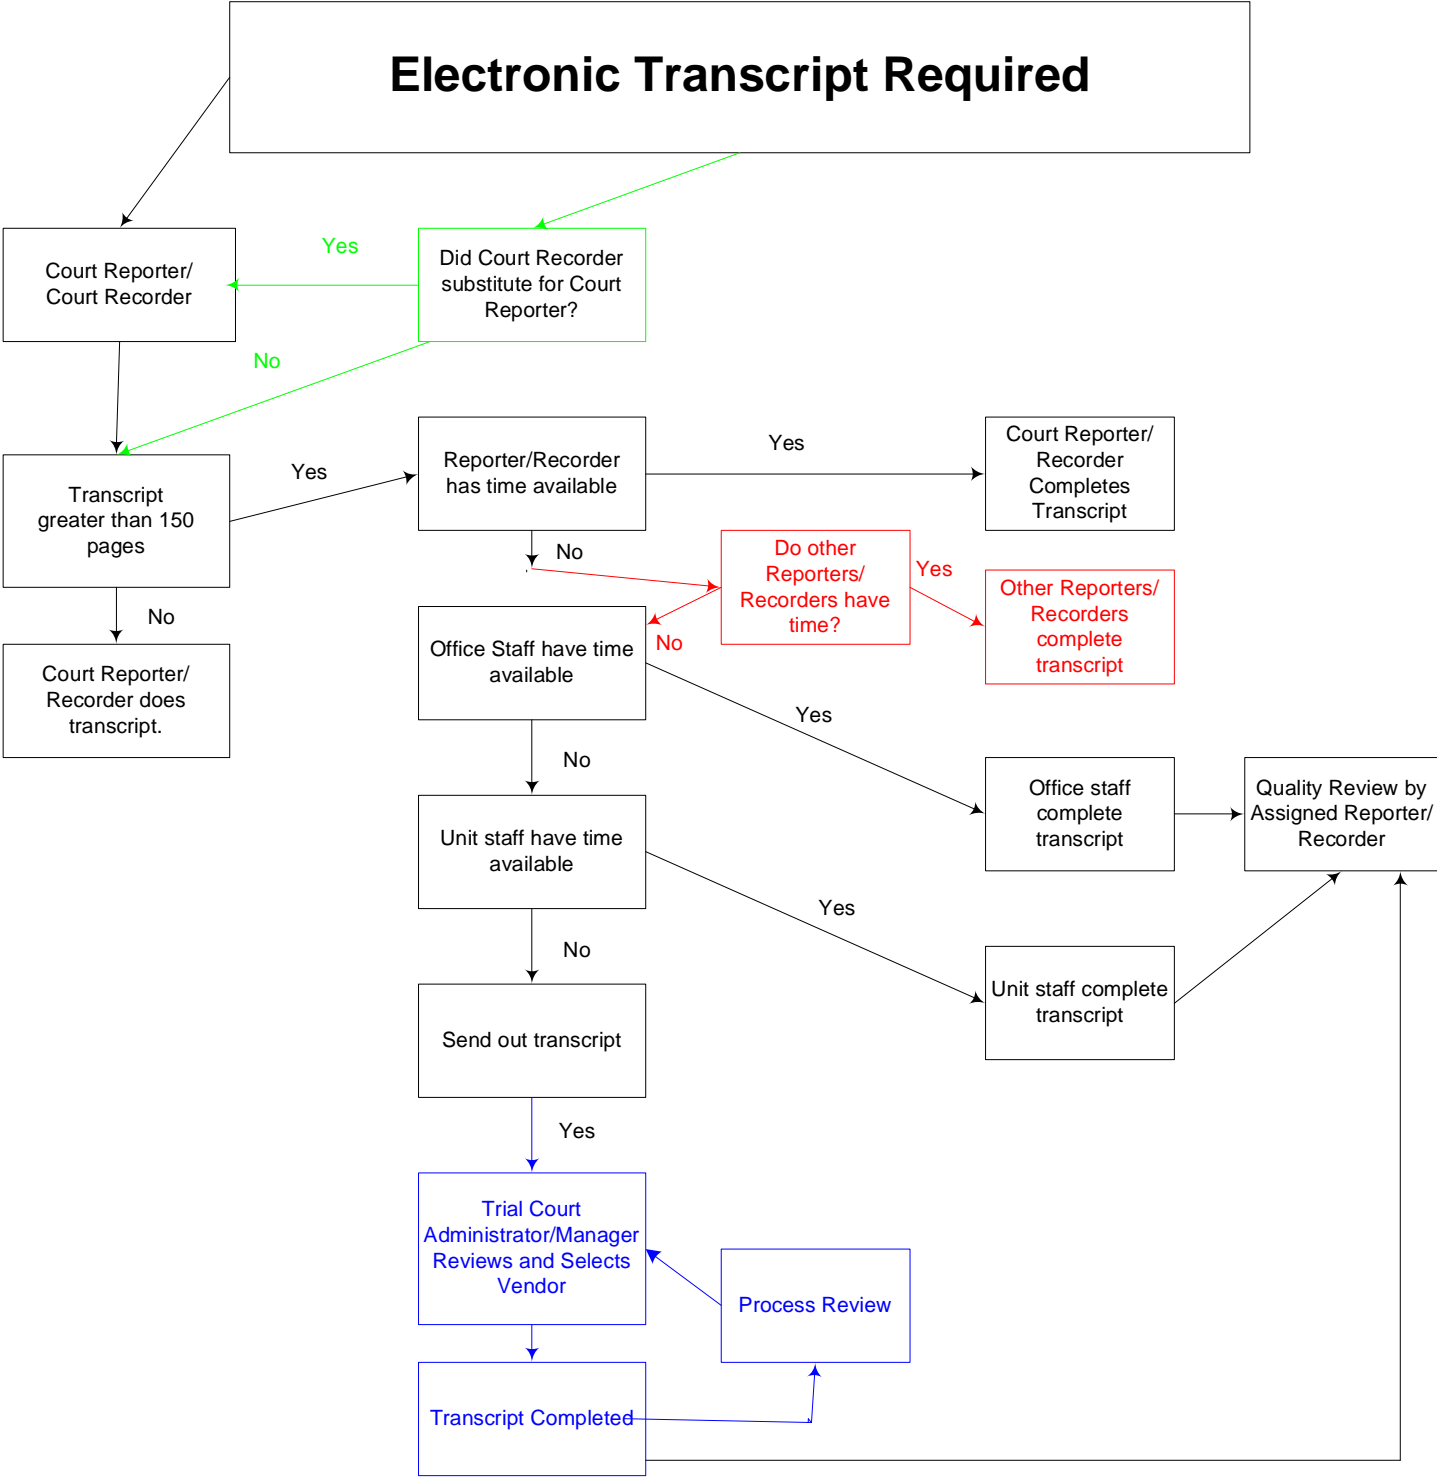 Electronic Transcript Required
Court Reporter/
Court Recorder
Yes
Did Court Recorder
substitute for Court
Reporter?
No
Transcript
greater than 150
pages
Yes
Reporter/Recorder
has time available
Yes
Court Reporter/
Recorder
Completes
Transcript
No
Do other
Reporters/
Recorders have
time?
Yes
Other Reporters/
Recorders
complete
transcript
No
No
Court Reporter/
Recorder does
transcript.
Office Staff have time
available
Yes
No
Office staff
complete
transcript
Quality Review by
Assigned Reporter/
Recorder
Unit staff have time
available
Yes
No
Unit staff complete
transcript
Send out transcript
Yes
Trial Court
Administrator/Manager
Reviews and Selects
Vendor
Process Review
Transcript Completed